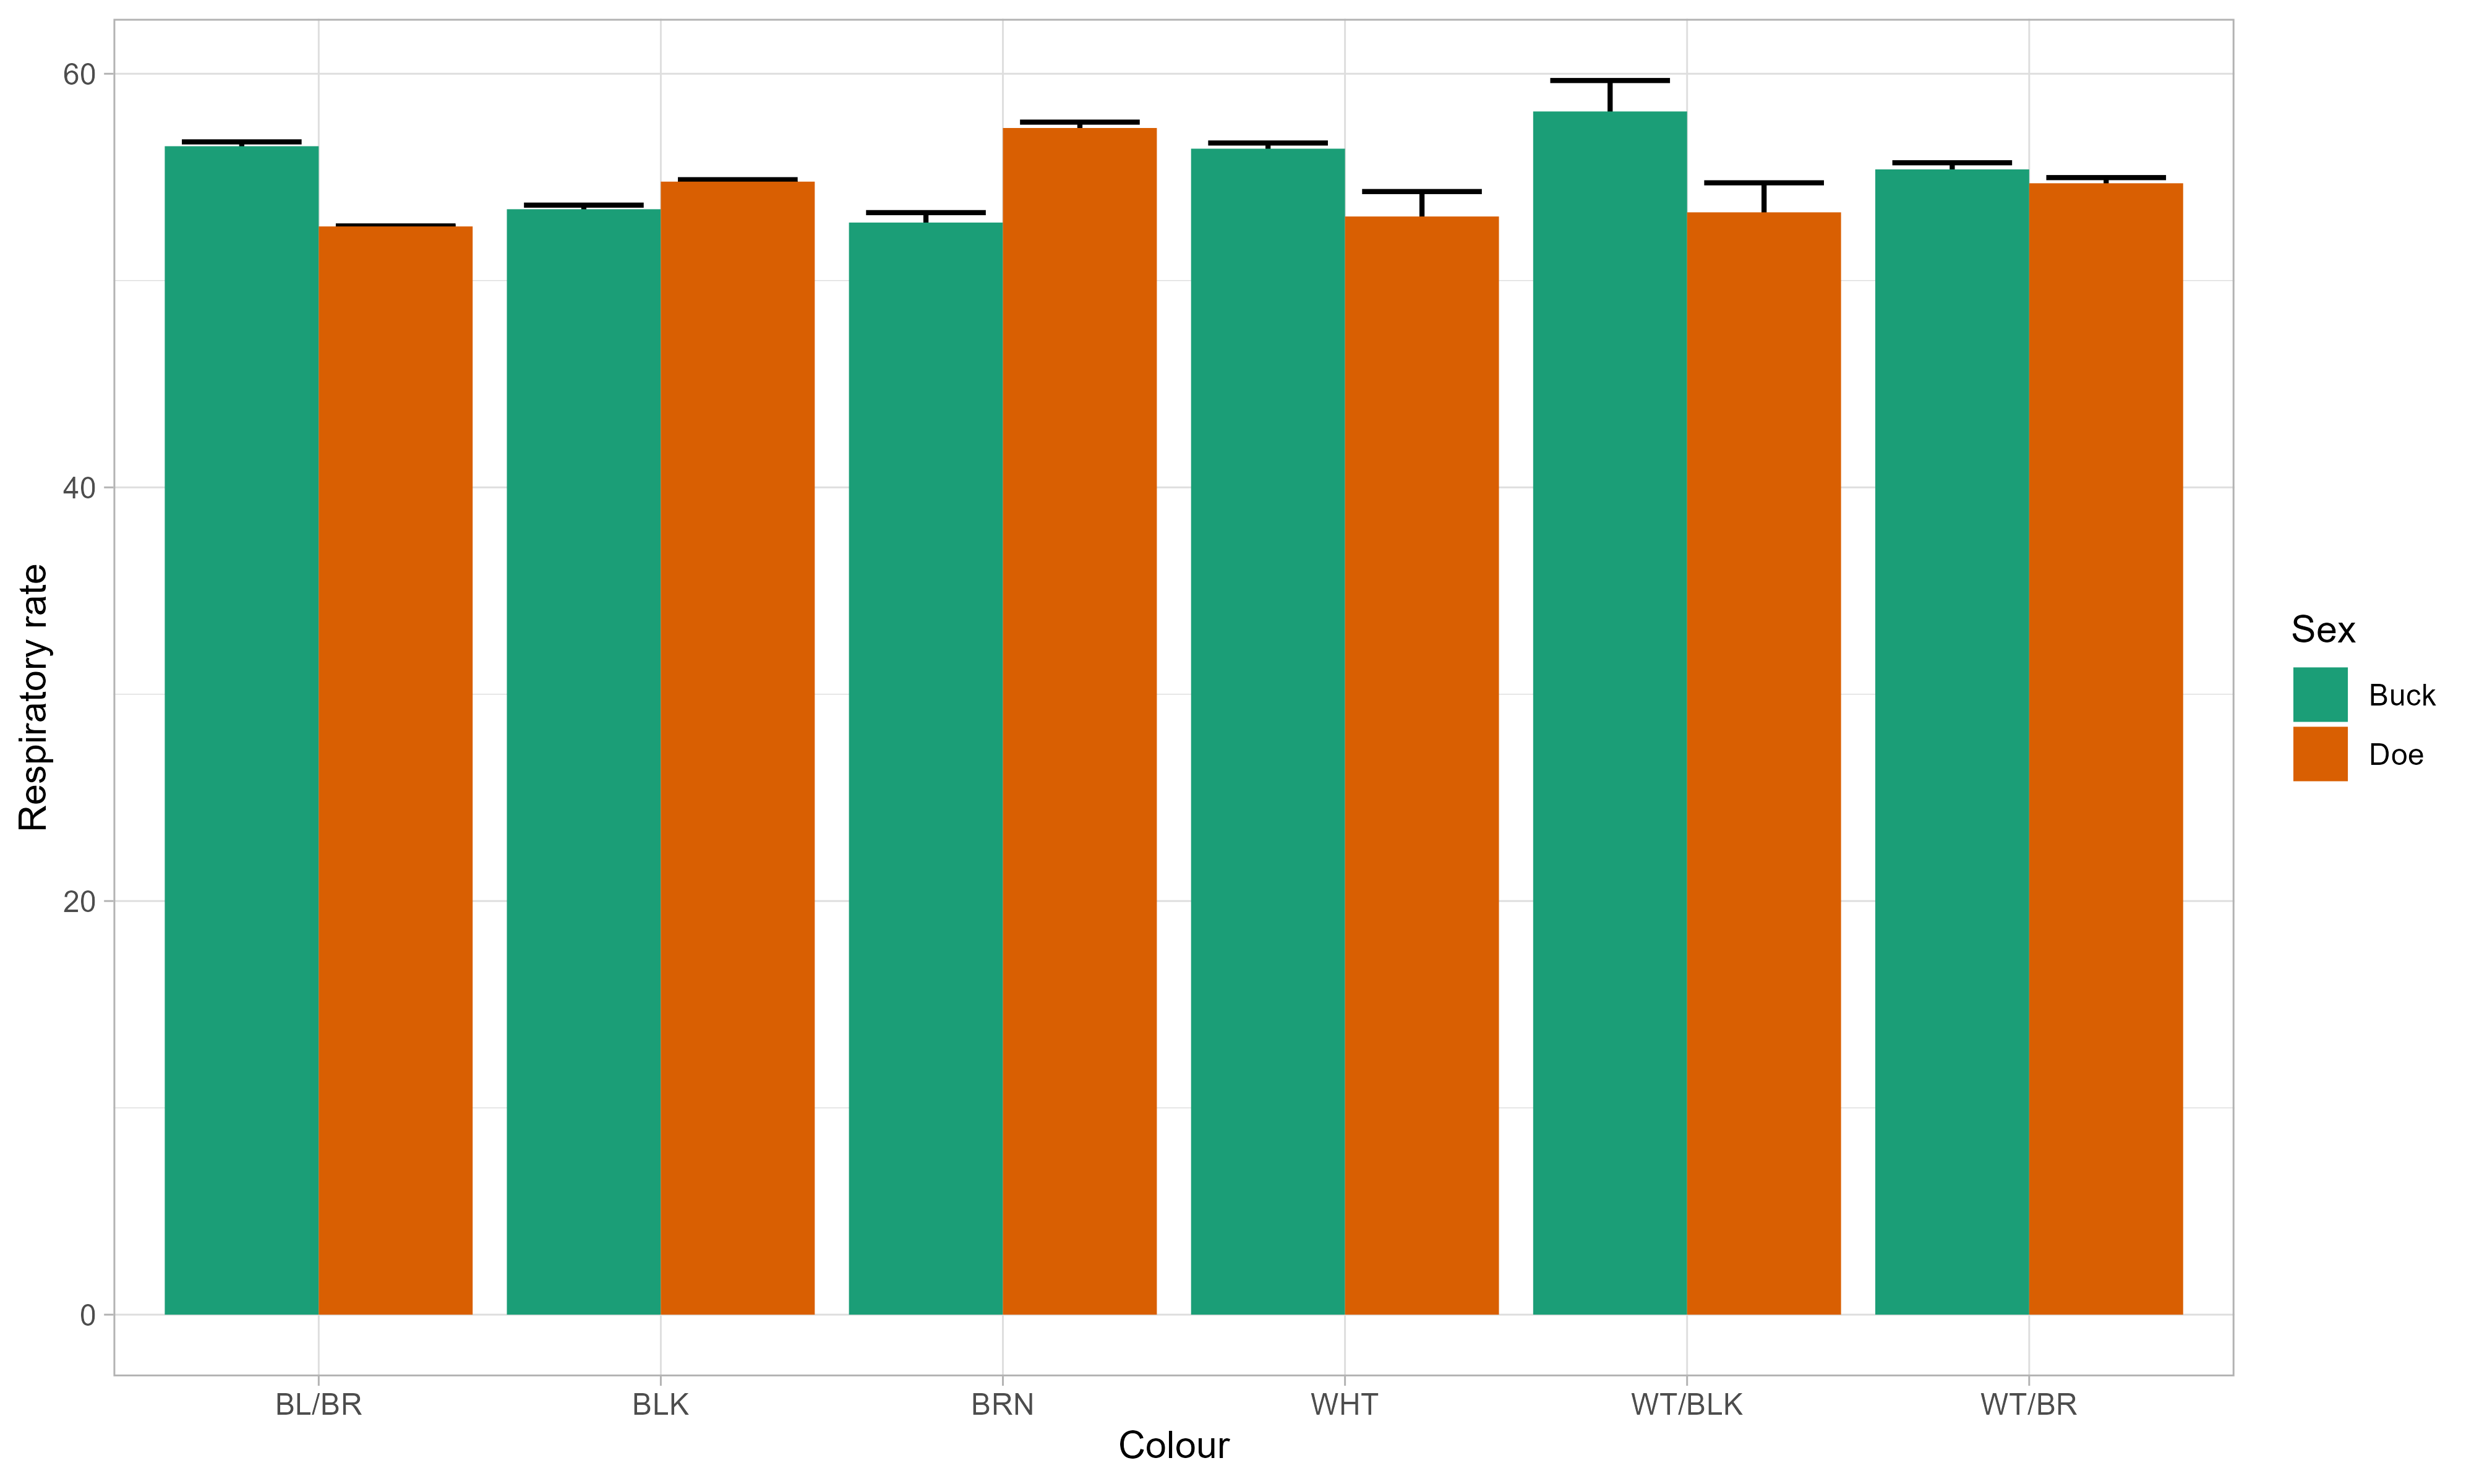 60
40
20
0
Respiratory rate
BL/BR BLK BRN WHT WT/BLK WT/BR
Colour
Sex
Buck
Doe